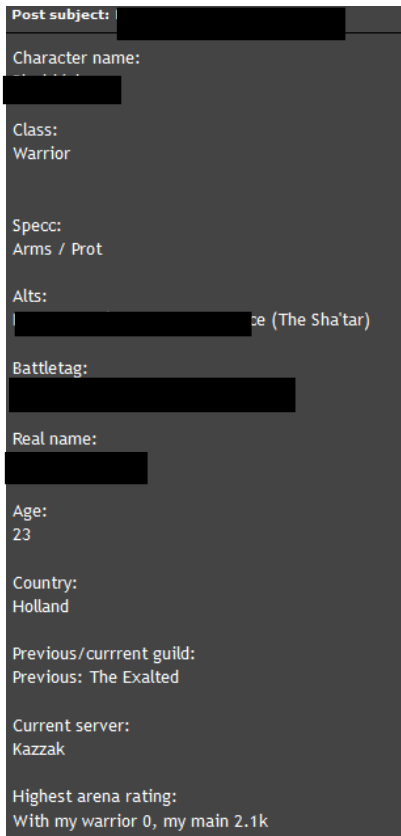 Post subject:
Character name:
Class:
Warrior
Specc:
Arms / Prot
Alts:
ce (The Sha'tar)
Battletag:
Real name:
Age:
23
Country:
Holland
Previous/currrent guild:
Previous: The Exalted
Current server:
Kazzak
Highest arena rating:
With my warrior 0, my main 2.1k